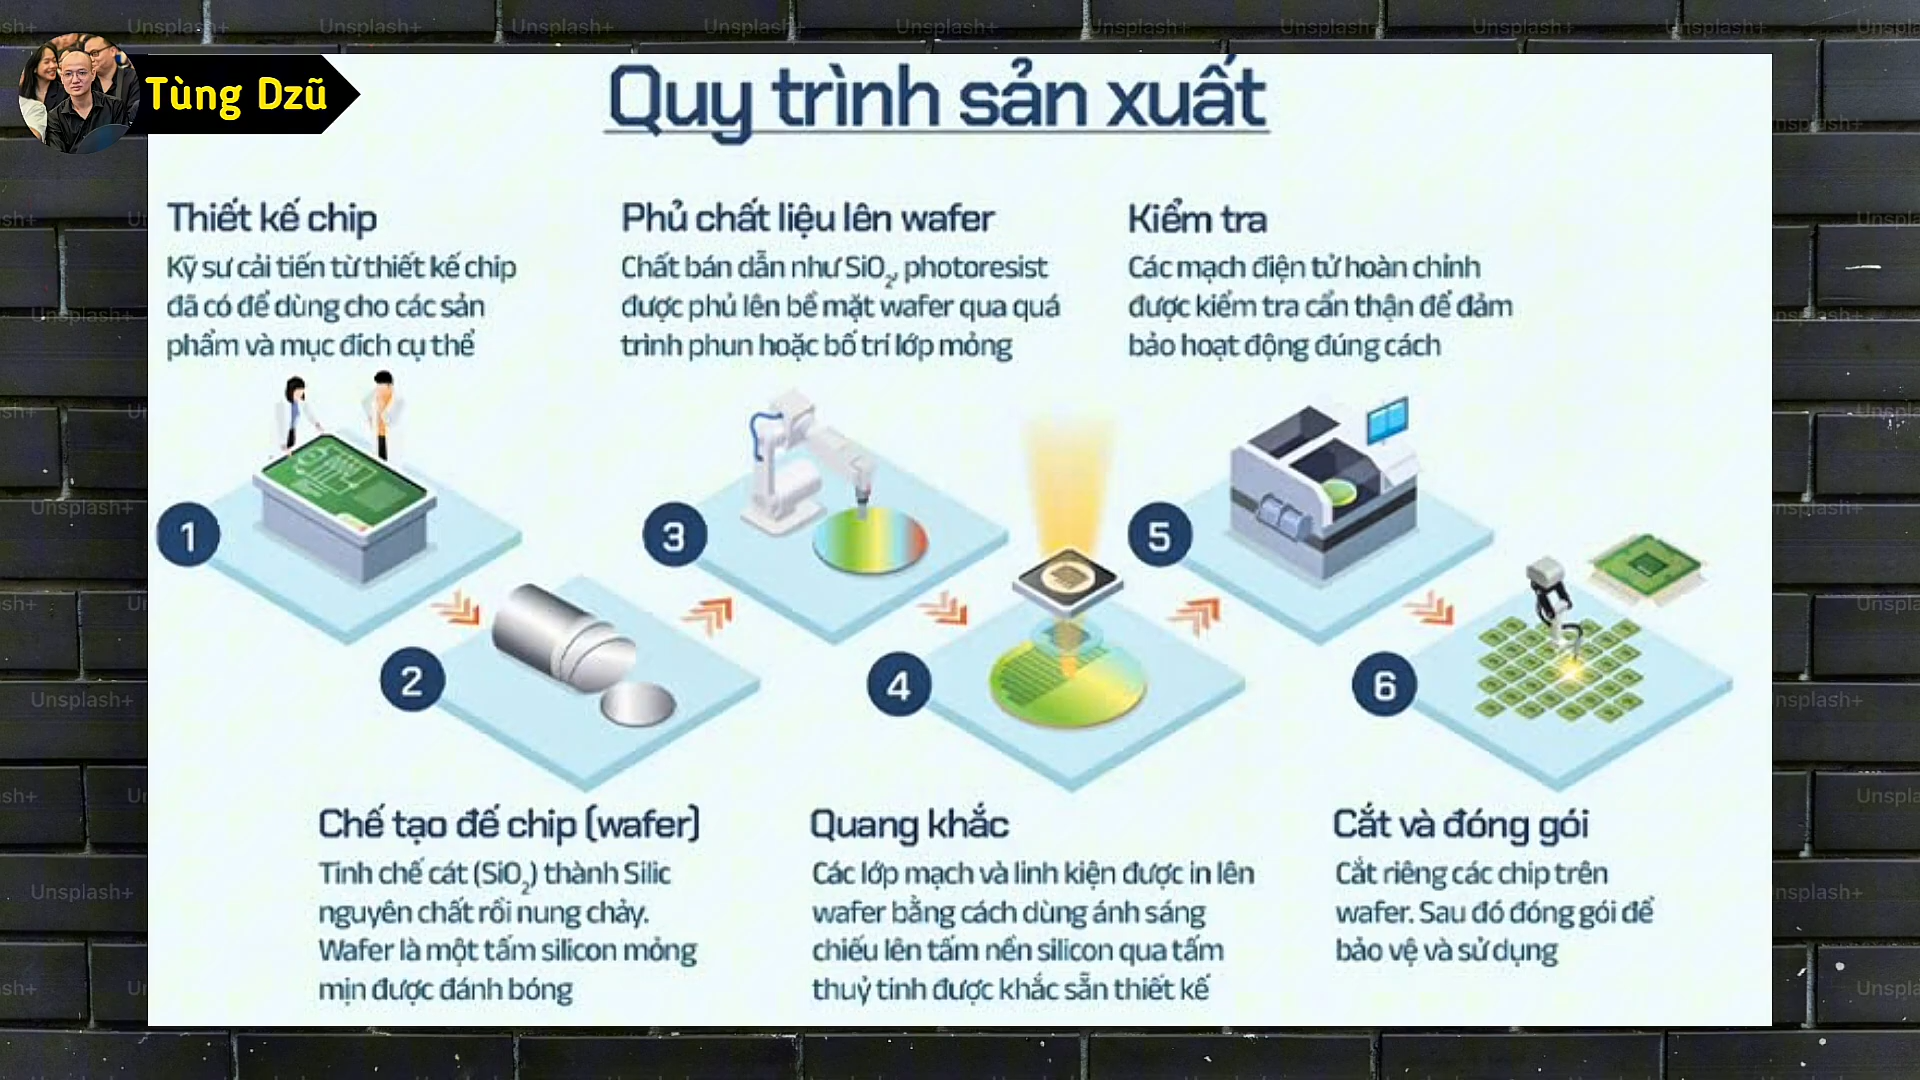 Tùng Dzũ
Quy trình sản xuất
Thiết kế chip
Kỹ sư cải tiến từ thiết kế chip
đã có để dùng cho các sản
phẩm và mục đích cụ thể
Phủ chất liệu lên wafer
Chất bán dẫn như SiO₂, photoresist
được phủ lên bề mặt wafer qua quá
trình phun hoặc bố trí lớp mỏng
Kiểm tra
Các mạch điện tử hoàn chỉnh
được kiểm tra cẩn thận để đảm
bảo hoạt động đúng cách
1
3
5
2
4
6
Chế tạo đế chip (wafer)
Tinh chế cát (SiO₂) thành Silic
nguyên chất rồi nung chảy.
Wafer là một tấm silicon mỏng
mịn được đánh bóng
Quang khắc
Các lớp mạch và linh kiện được in lên
wafer bằng cách dùng ánh sáng
chiếu lên tấm nền silicon qua tấm
thuỷ tinh được khắc sẵn thiết kế
Cắt và đóng gói
Cắt riêng các chip trên
wafer. Sau đó đóng gói để
bảo vệ và sử dụng
Unsplash+